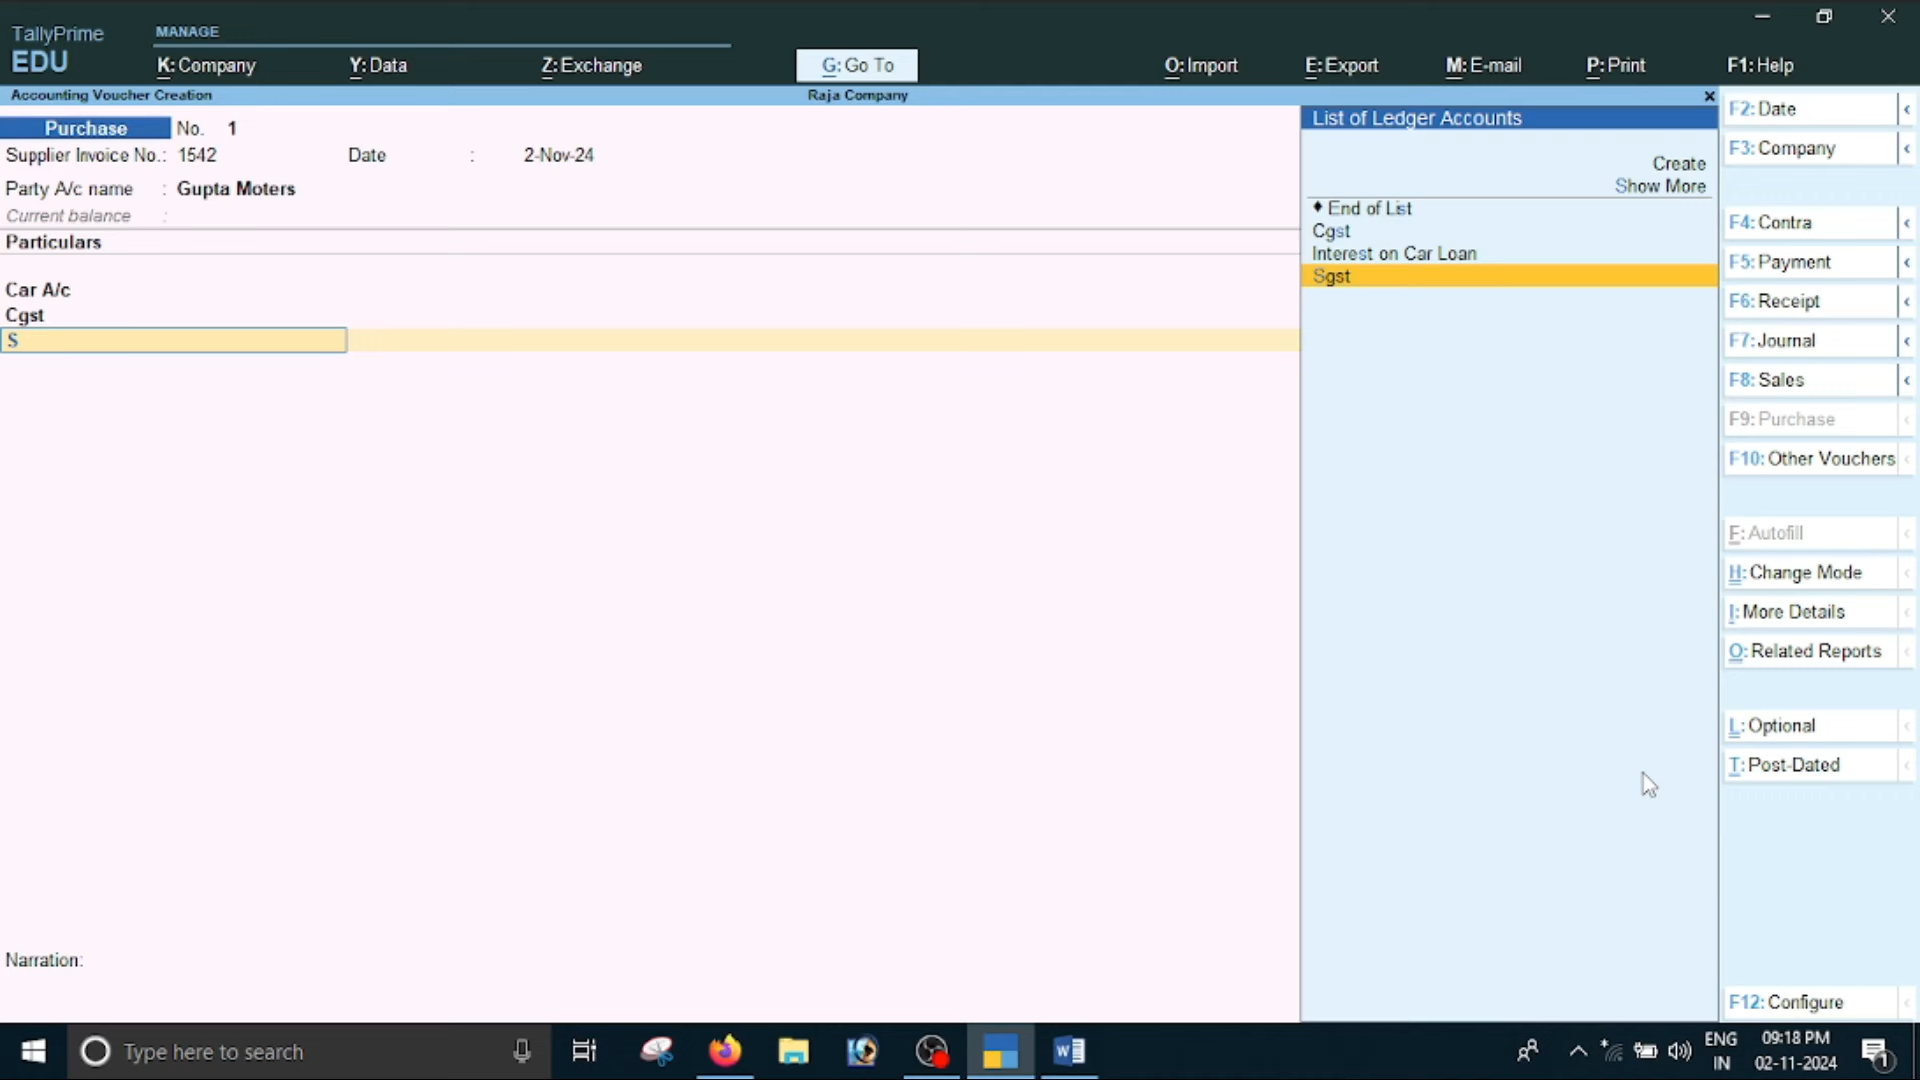 TallyPrime
EDU
MANAGE
K: Company
Y: Data
Z: Exchange
G: Go To
O: Import
E: Export
M: E-mail
P: Print
F1: Help
Accounting Voucher Creation
Raja Company
Purchase No. 1
Supplier Invoice No.: 1542 Date : 2-Nov-24
Party A/c name : Gupta Moters
Current balance :
Particulars
Car A/c
Cgst
S
Narration:
List of Ledger Accounts
Create
Show More
♦ End of List
Cgst
Interest on Car Loan
Sgst
F2: Date
F3: Company
F4: Contra
F5: Payment
F6: Receipt
F7: Journal
F8: Sales
F9: Purchase
F10: Other Vouchers
F: Autofill
H: Change Mode
I: More Details
O: Related Reports
L: Optional
T: Post-Dated
F12: Configure
Type here to search
ENG
IN
09:18 PM
02-11-2024
1